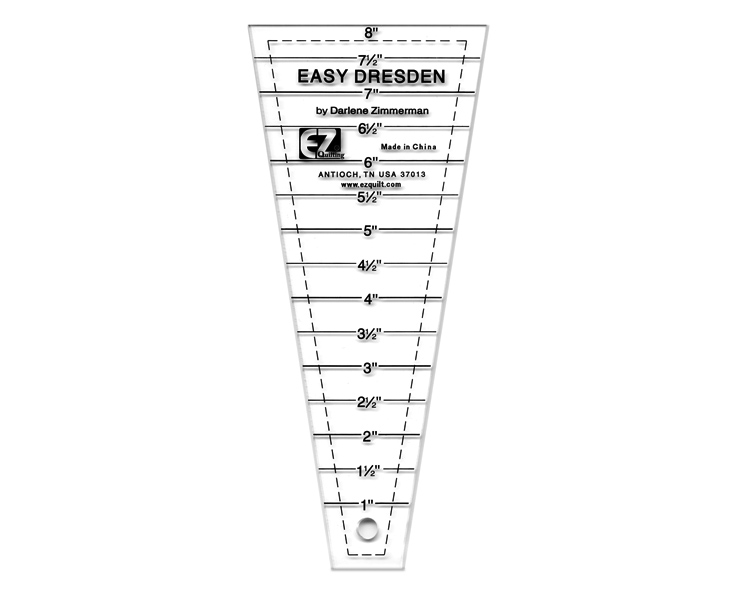 8"
7½"
EASY DRESDEN
7"
by Darlene Zimmerman
6½"
EZ
Quilting
Made in China
6"
ANTIOCH, TN USA 37013
www.ezquilt.com
5½"
5"
4½"
4"
3½"
3"
2½"
2"
1½"
1"